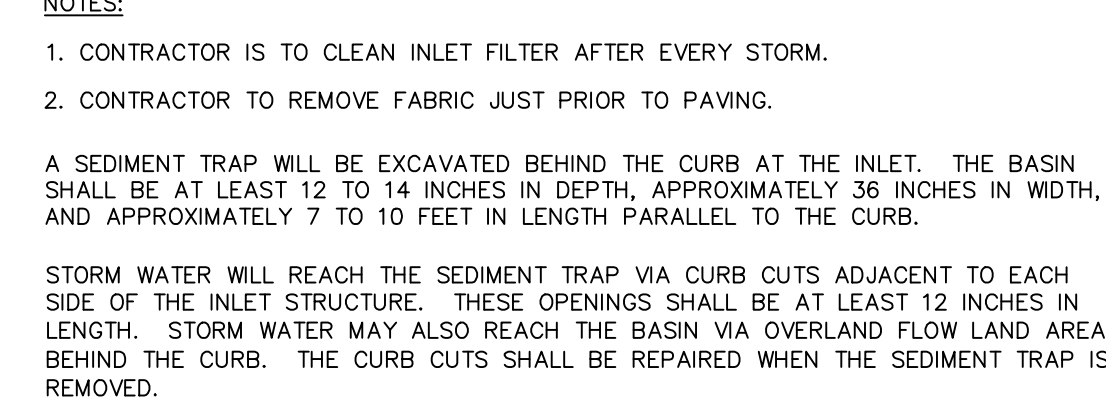 NOTES:
1. CONTRACTOR IS TO CLEAN INLET FILTER AFTER EVERY STORM.
2. CONTRACTOR TO REMOVE FABRIC JUST PRIOR TO PAVING.
A SEDIMENT TRAP WILL BE EXCAVATED BEHIND THE CURB AT THE INLET. THE BASIN
SHALL BE AT LEAST 12 TO 14 INCHES IN DEPTH, APPROXIMATELY 36 INCHES IN WIDTH,
AND APPROXIMATELY 7 TO 10 FEET IN LENGTH PARALLEL TO THE CURB.
STORM WATER WILL REACH THE SEDIMENT TRAP VIA CURB CUTS ADJACENT TO EACH
SIDE OF THE INLET STRUCTURE. THESE OPENINGS SHALL BE AT LEAST 12 INCHES IN
LENGTH. STORM WATER MAY ALSO REACH THE BASIN VIA OVERLAND FLOW LAND AREA
BEHIND THE CURB. THE CURB CUTS SHALL BE REPAIRED WHEN THE SEDIMENT TRAP IS
REMOVED.